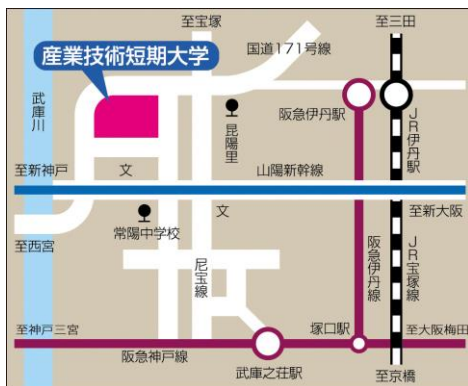 至宝塚
至三田
国道171号線
産業技術短期大学
武庫川
昆陽里
阪急伊丹駅
JR伊丹駅
至新神戸
文
山陽新幹線
文
至新大阪
常陽中学校
至西宮
尼宝線
阪急伊丹線
JR宝塚線
至神戸三宮
塚口駅
至大阪梅田
阪急神戸線
武庫之荘駅
至京橋